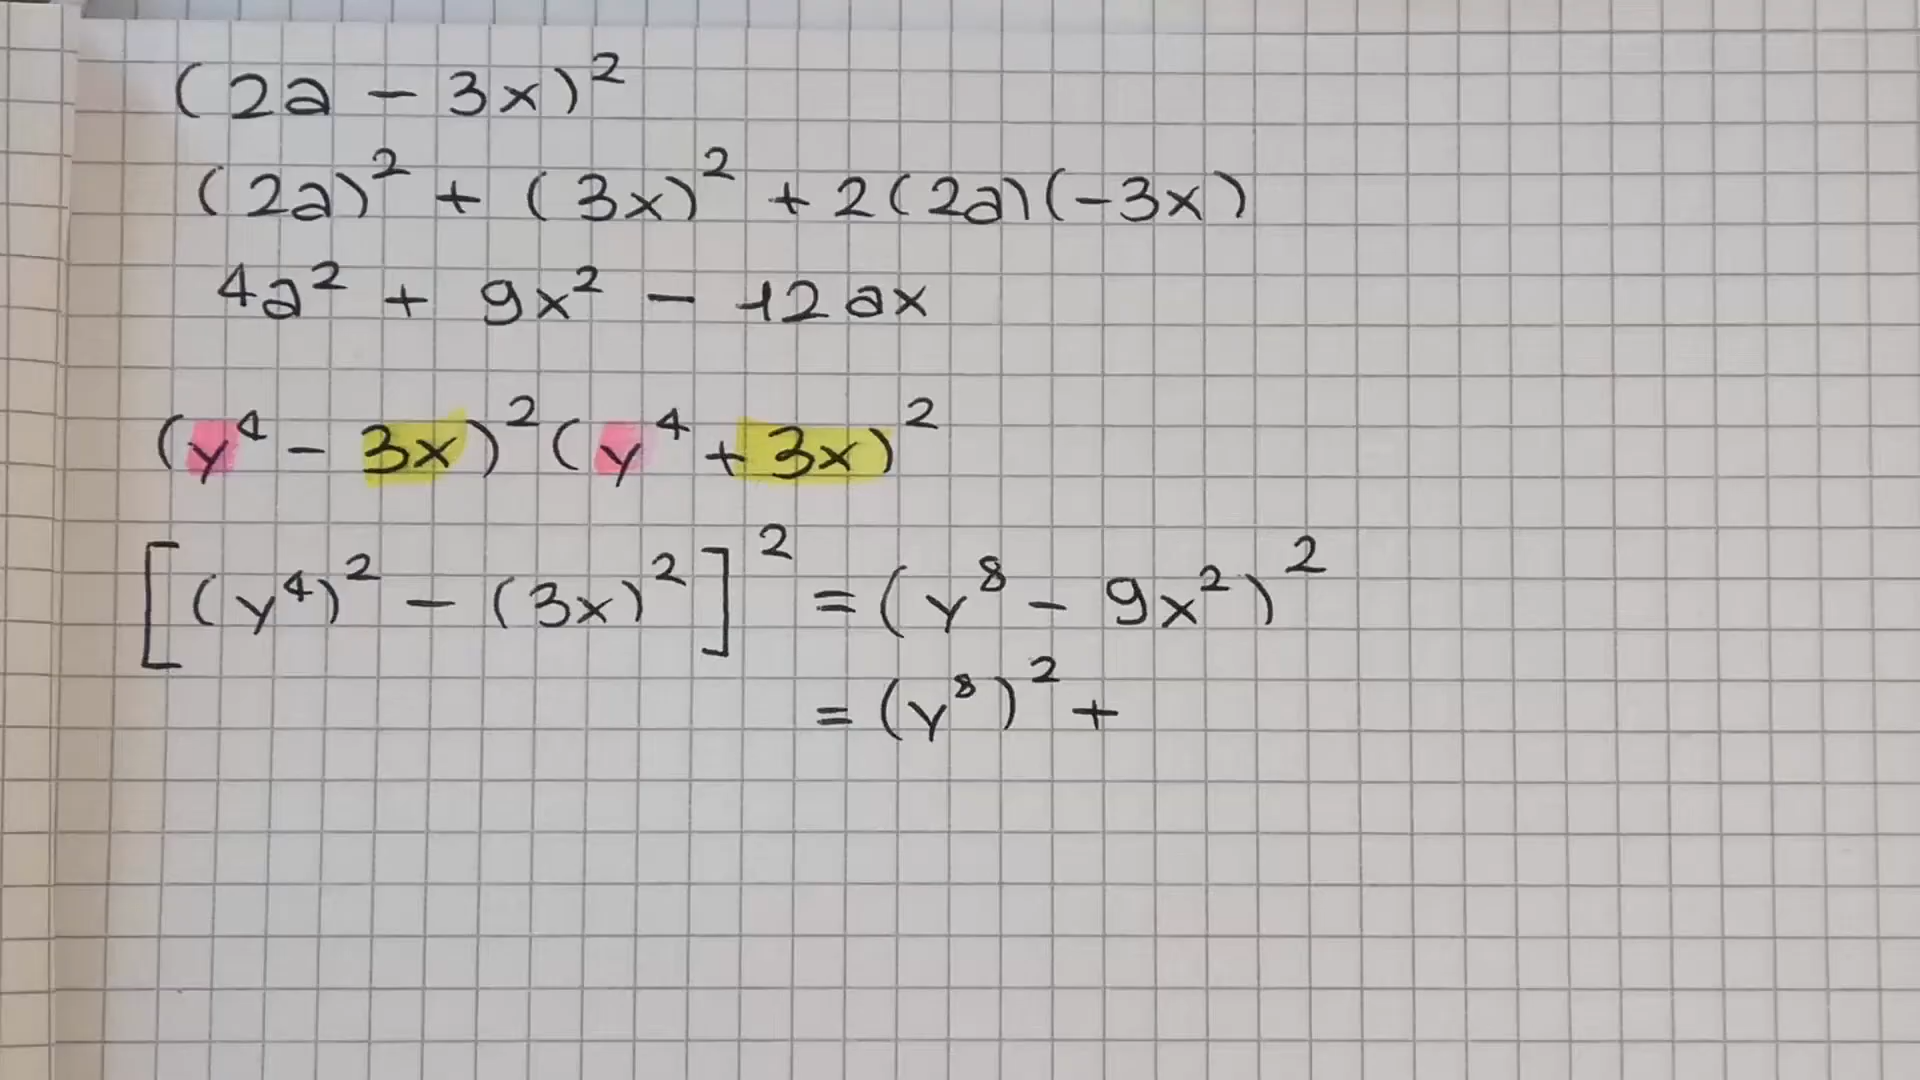 (2a - 3x)²
(2a)² + (3x)² + 2(2a)(-3x)
4a² + 9x² - 12ax
(y⁴ - 3x)²(y⁴ + 3x)²
[(y⁴)² - (3x)²]² = (y⁸ - 9x²)²
= (y⁸)² +